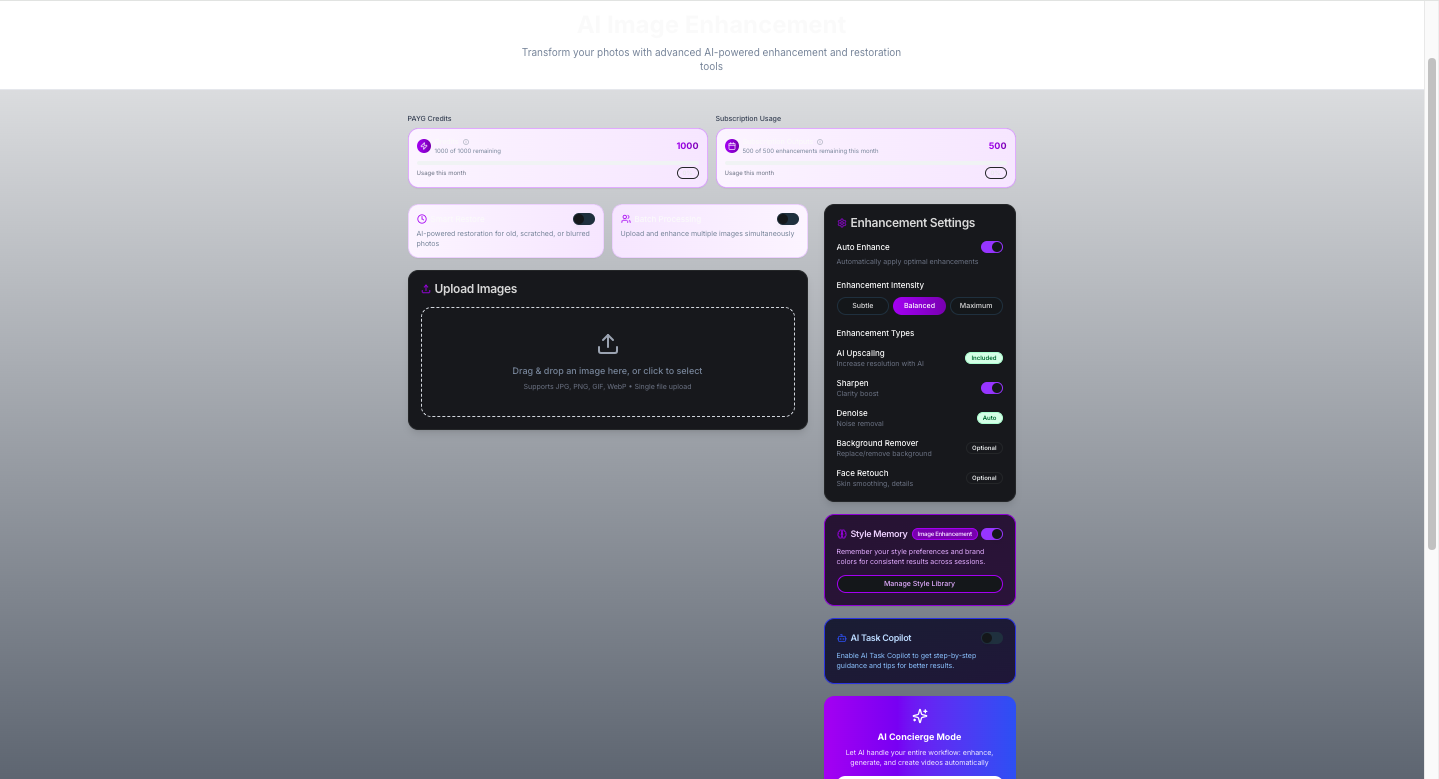 AI Image Enhancement
Transform your photos with advanced AI-powered enhancement and restoration
tools
PAYG Credits
1000 of 1000 remaining
1000
Usage this month
Subscription Usage
500 of 500 enhancements remaining this month
500
Usage this month
AI-powered restoration for old, scratched, or blurred
photos
Upload and enhance multiple images simultaneously
Upload Images
Drag & drop an image here, or click to select
Supports JPG, PNG, GIF, WebP • Single file upload
Enhancement Settings
Auto Enhance
Automatically apply optimal enhancements
Enhancement Intensity
Subtle
Balanced
Maximum
Enhancement Types
AI Upscaling
Included
Increase resolution with AI
Sharpen
Clarity boost
Denoise
Auto
Noise removal
Background Remover
Optional
Replace/remove background
Face Retouch
Optional
Skin smoothing, details
Style Memory
Image Enhancement
Remember your style preferences and brand
colors for consistent results across sessions.
Manage Style Library
AI Task Copilot
Enable AI Task Copilot to get step-by-step
guidance and tips for better results.
AI Concierge Mode
Let AI handle your entire workflow: enhance,
generate, and create videos automatically